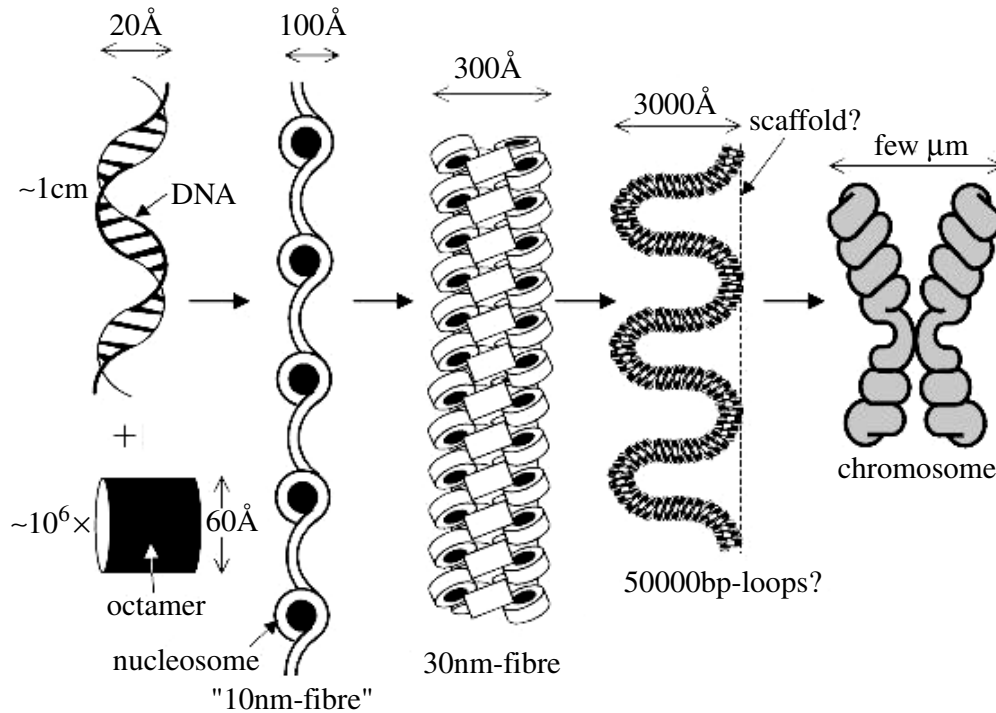 20Å
100Å
300Å
3000Å
scaffold?
few μm
~1cm
DNA
+
~10⁶×
60Å
octamer
nucleosome
"10nm-fibre"
30nm-fibre
50000bp-loops?
chromosome